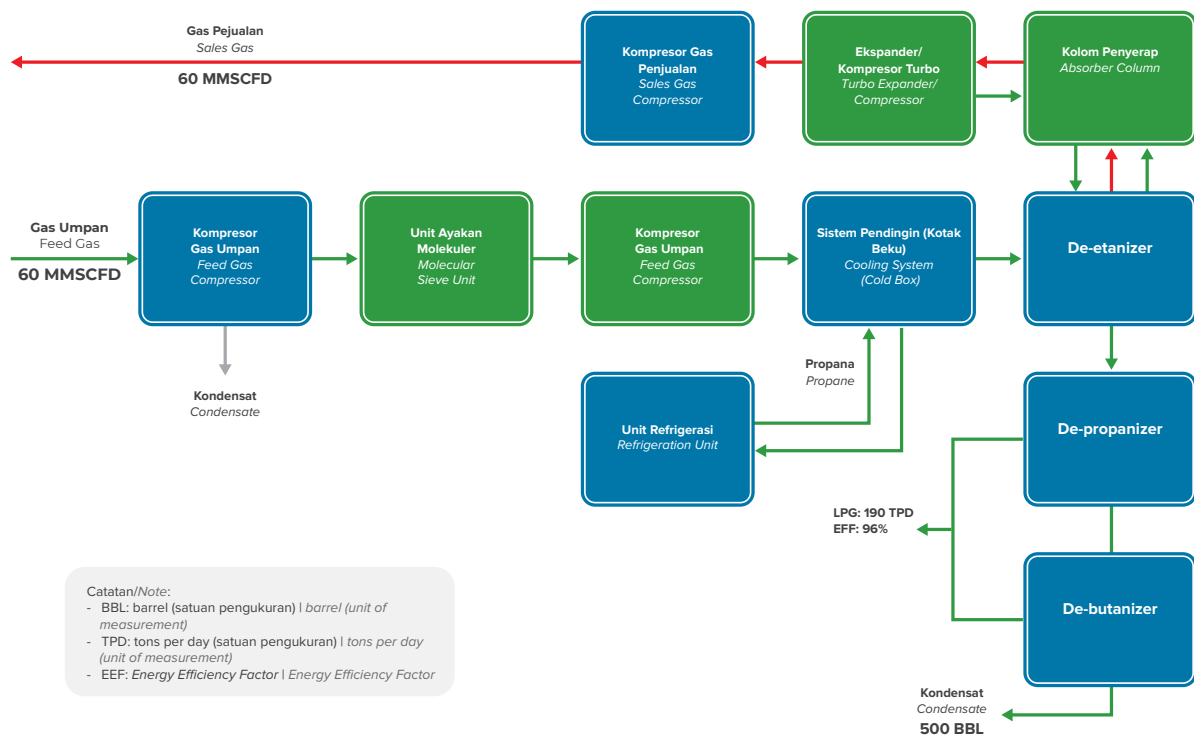 Gas Pejualan
Sales Gas
60 MMSCFD
Kompresor Gas
Penjualan
Sales Gas
Compressor
Ekspander/
Kompresor Turbo
Turbo Expander/
Compressor
Kolom Penyerap
Absorber Column
Gas Umpan
Feed Gas
60 MMSCFD
Kompresor
Gas Umpan
Feed Gas
Compressor
Unit Ayakan
Molekuler
Molecular
Sieve Unit
Kompresor
Gas Umpan
Feed Gas
Compressor
Sistem Pendingin (Kotak
Beku)
Cooling System
(Cold Box)
De-etanizer
Kondensat
Condensate
Propana
Propane
Unit Refrigerasi
Refrigeration Unit
De-propanizer
LPG: 190 TPD
EFF: 96%
De-butanizer
Catatan/Note:
- BBL: barrel (satuan pengukuran) | barrel (unit of
measurement)
- TPD: tons per day (satuan pengukuran) | tons per day
(unit of measurement)
- EEF: Energy Efficiency Factor | Energy Efficiency Factor
Kondensat
Condensate
500 BBL